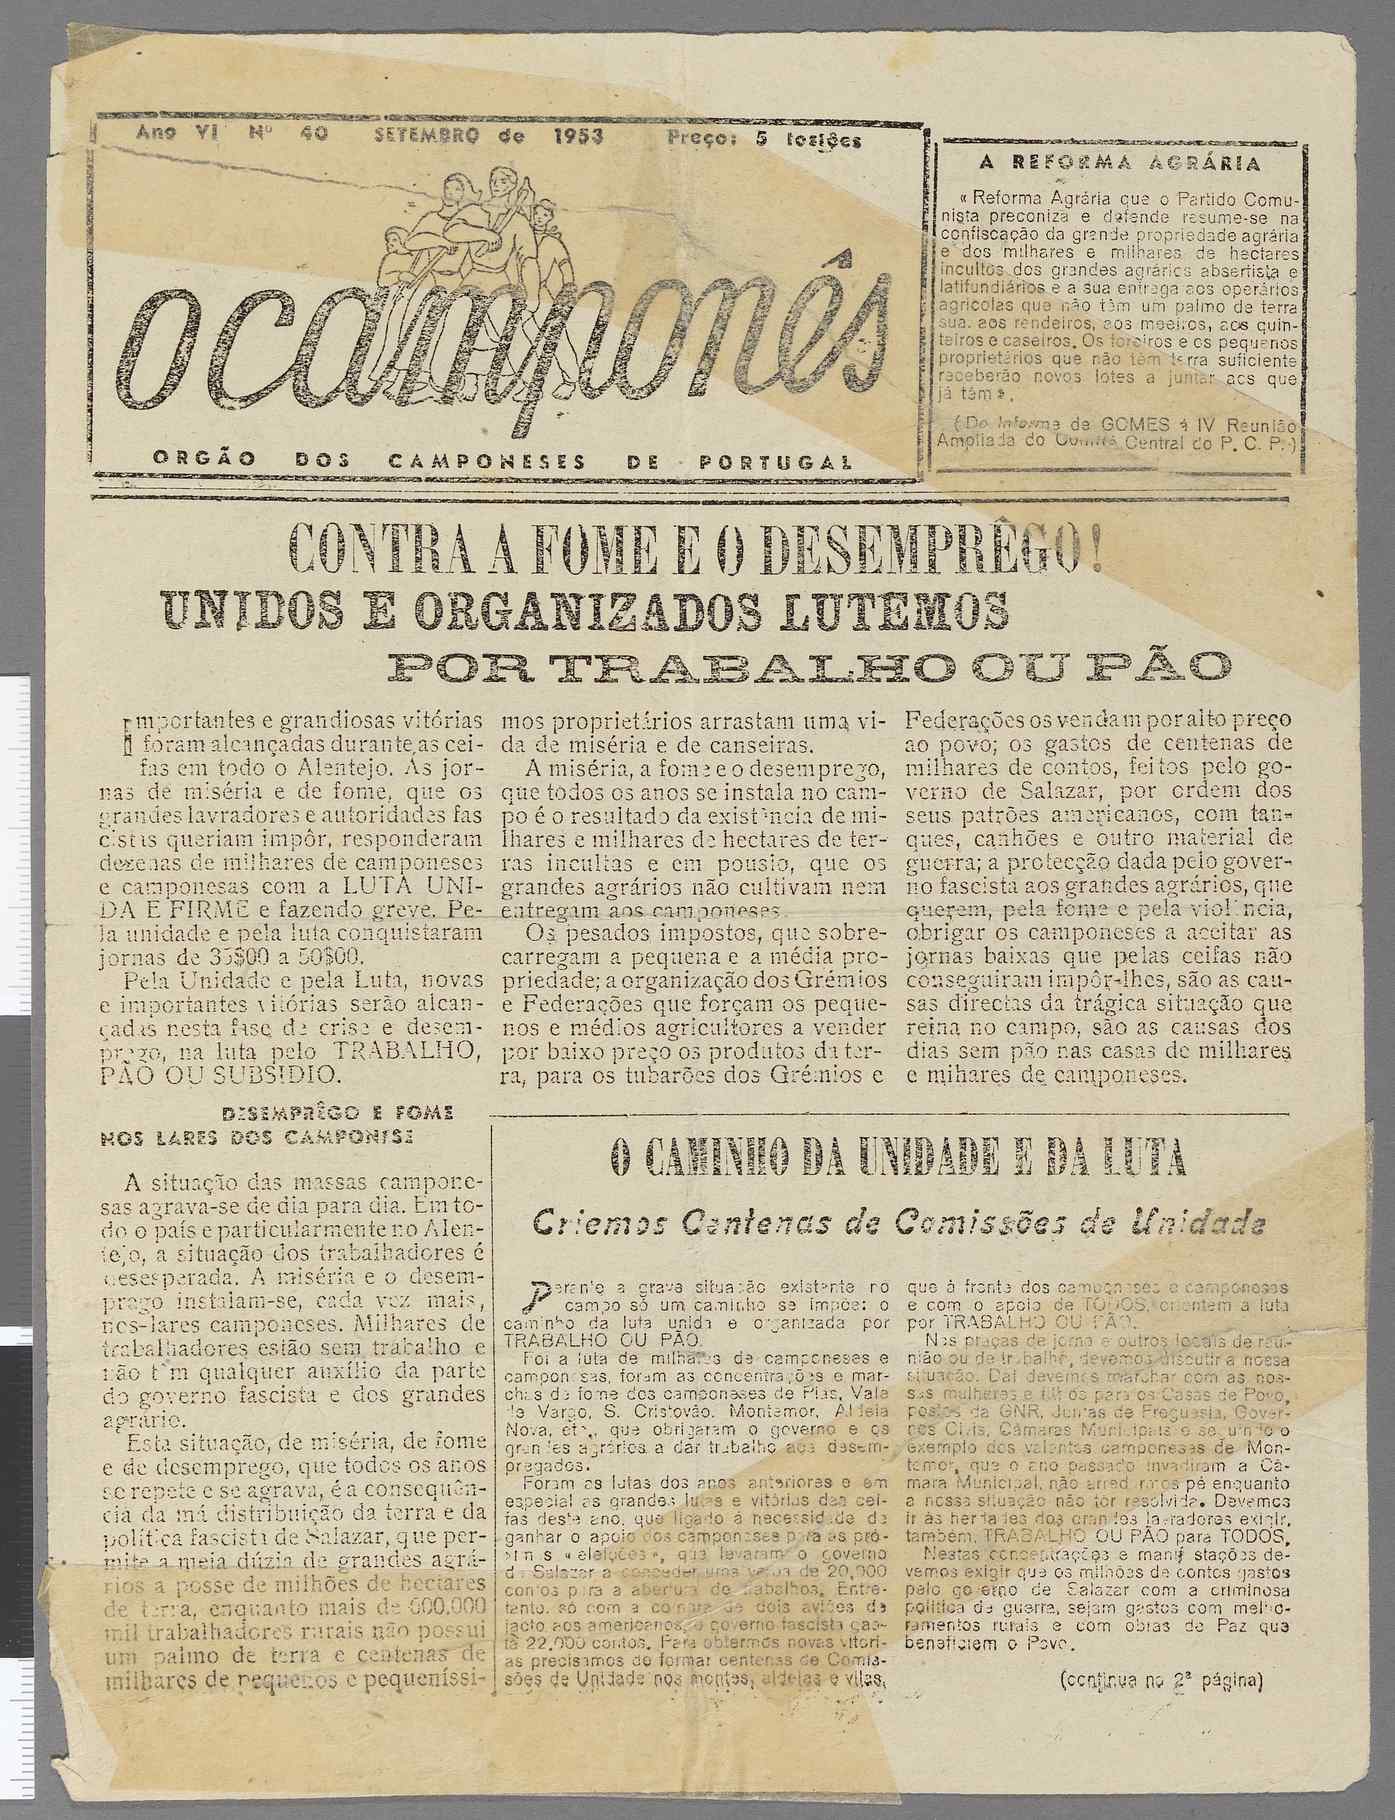 Ano VI Nº 40 SETEMBRO de 1953 Preço: 5 tostões
o camponês
ORGÃO DOS CAMPONESES DE PORTUGAL
A REFORMA AGRÁRIA
«Reforma Agrária que o Partido Comu-
nista preconiza e defende resume-se na
confiscação da grande propriedade agrária
e dos milhares e milhares de hectares
incultos dos grandes agrários absertista e
latifundiários e a sua entrega aos operários
agrícolas que não têm um palmo de terra
sua, aos rendeiros, aos meeiros, aos quin-
teiros e caseiros. Os foreiros e os pequenos
proprietários que não têm terra suficiente
receberão novos lotes a juntar aos que
já têm».
(Do Informe de GOMES á IV Reunião
Ampliada do Comité Central do P. C. P.)
CONTRA A FOME E O DESEMPRÊGO!
UNIDOS E ORGANIZADOS LUTEMOS
POR TRABALHO OU PÃO
Importantes e grandiosas vitórias
foram alcançadas durante as cei-
fas em todo o Alentejo. Ás jor-
nas de miséria e de fome, que os
grandes lavradores e autoridades fas
cistas queriam impôr, responderam
dezenas de milhares de camponeses
e camponesas com a LUTA UNI-
DA E FIRME e fazendo greve. Pe-
la unidade e pela luta conquistaram
jornas de 35$00 a 50$00.
Pela Unidade e pela Luta, novas
e importantes vitórias serão alcan-
çadas nesta fase de crise e desem-
prego, na luta pelo TRABALHO,
PÃO OU SUBSIDIO.
DESEMPRÊGO E FOME
NOS LARES DOS CAMPONESE
A situação das massas campone-
sas agrava-se de dia para dia. Em to-
do o país e particularmente no Alen-
tejo, a situação dos trabalhadores é
desesperada. A miséria e o desem-
prego instalam-se, cada vez mais,
nos-lares camponeses. Milhares de
trabalhadores estão sem trabalho e
não têm qualquer auxílio da parte
do governo fascista e dos grandes
agrário.
Esta situação, de miséria, de fome
e de desemprego, que todos os anos
se repete e se agrava, é a consequên-
cia da má distribuição da terra e da
política fascista de Salazar, que per-
mite a meia dúzia de grandes agrá-
rios a posse de milhões de hectares
de terra, enquanto mais de 600.000
mil trabalhadores rurais não possui
um palmo de terra e centenas de
milhares de pequenos e pequeníssi-
mos proprietários arrastam uma vi-
da de miséria e de canseiras.
A miséria, a fome e o desemprego,
que todos os anos se instala no cam-
po é o resultado da existência de mi-
lhares e milhares de hectares de ter-
ras incultas e em pousio, que os
grandes agrários não cultivam nem
entregam aos camponeses.
Os pesados impostos, que sobre-
carregam a pequena e a média pro-
priedade; a organização dos Grémios
e Federações que forçam os peque-
nos e médios agricultores a vender
por baixo preço os produtos da ter-
ra, para os tubarões dos Grémios e
Federações os vendam por alto preço
ao povo; os gastos de centenas de
milhares de contos, feitos pelo go-
verno de Salazar, por ordem dos
seus patrões americanos, com tan-
ques, canhões e outro material de
guerra; a protecção dada pelo gover-
no fascista aos grandes agrários, que
querem, pela fome e pela violência,
obrigar os camponeses a aceitar as
jornas baixas que pelas ceifas não
conseguiram impôr-lhes, são as cau-
sas directas da trágica situação que
reina no campo, são as causas dos
dias sem pão nas casas de milhares
e mihares de camponeses.
O CAMINHO DA UNIDADE E DA LUTA
Criemos Centenas de Comissões de Unidade
Perante a grave situação existente no
campo só um caminho se impõe: o
caminho da luta unida e organizada por
TRABALHO OU PÃO.
Foi a luta de milhares de camponeses e
camponesas, foram as concentrações e mar-
chas da fome dos camponeses de Pias, Vale
de Vargo, S. Cristovão, Montemor, Aldeia
Nova, etc., que obrigaram o governo e os
grandes agrários a dar trabalho aos desem-
pregados.
Foram as lutas dos anos anteriores e em
especial as grandes lutas e vitórias das cei-
fas deste ano, que ligado á necessidade de
ganhar o apoio dos camponeses para as pró-
ximas «eleições», que levaram o governo
de Salazar a conceder uma verba de 20,000
contos para a abertura de trabalhos. Entre-
tanto, só com a compra de dois aviões de
jacto aos americanos, o governo fascista gas-
ta 22.000 contos. Para obtermos novas vitori-
as precisamos de formar centenas de Comis-
sões de Unidade nos montes, aldeias e vilas,
que á frente dos camponeses e camponesas
e com o apoio de TODOS, orientem a luta
por TRABALHO OU PÃO.
Nas praças de jorna e outros locais de reu-
nião ou de trabalho, devemos discutir a nossa
situação. Daí devemos marchar com as nos-
sas mulheres e filhos para as Casas de Povo,
postos da GNR, Juntas de Freguesia, Gover-
nos Civis, Câmaras Municipais e seguindo o
exemplo dos valentes camponeses de Mon-
temor, que o ano passado invadiram a Câ-
mara Municipal, não arredemos pé enquanto
a nossa situação não for resolvida. Devemos
ir ás herdades dos grandes lavradores exigir,
também, TRABALHO OU PÃO para TODOS.
Nestas concentrações e manifestações de-
vemos exigir que os milhões de contos gastos
pelo governo de Salazar com a criminosa
política de guerra, sejam gastos com melho-
ramentos rurais e com obras de Paz que
beneficiem o Povo.
(continua na 2ª página)